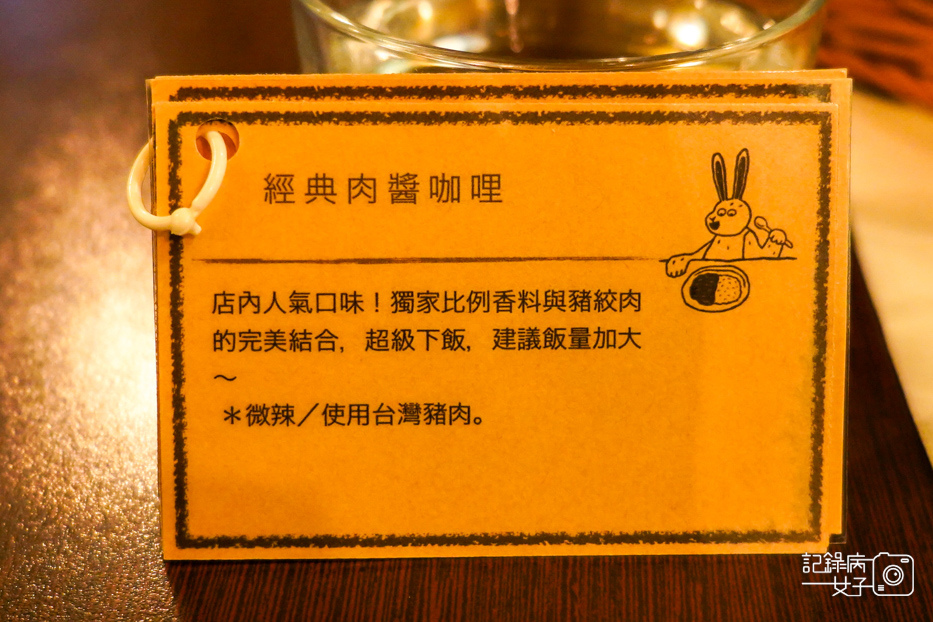 經典肉醬咖哩
店內人氣口味！獨家比例香料與豬絞肉
的完美結合，超級下飯，建議飯量加大
～
＊微辣／使用台灣豬肉。
記錄病
女子